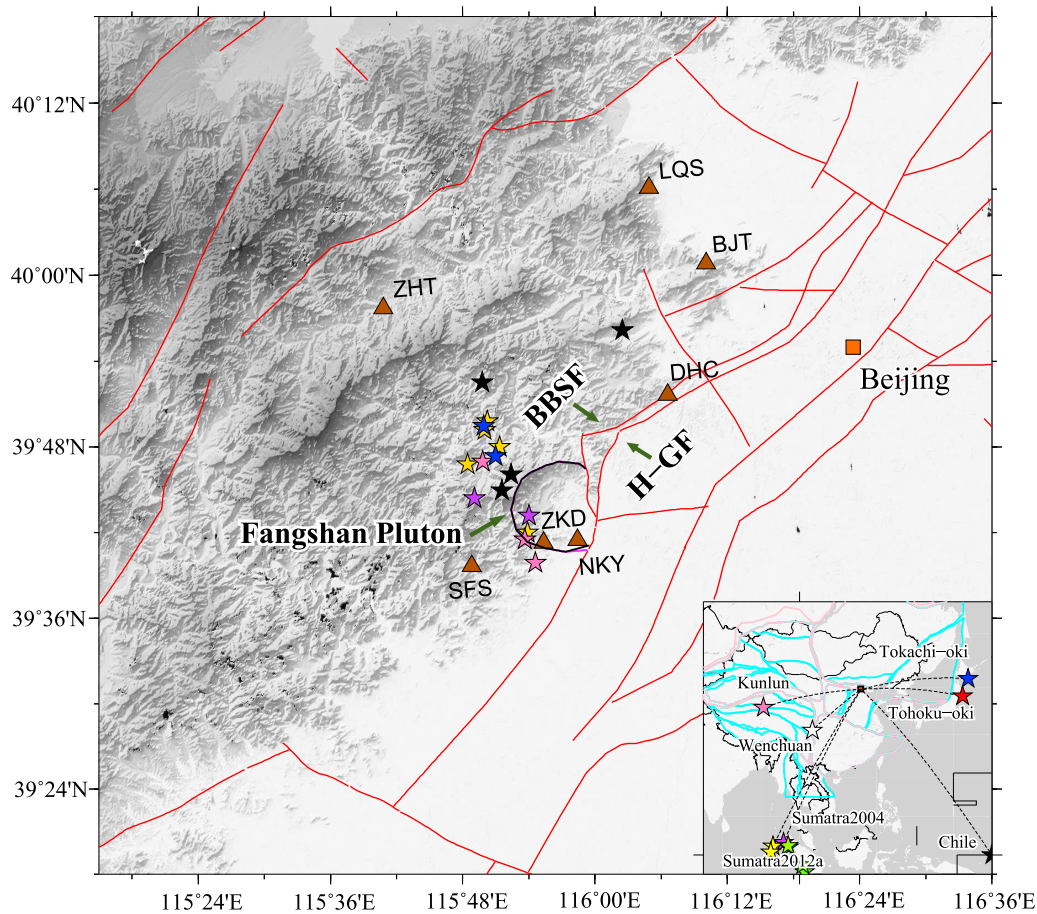 40°12'N
40°00'N
39°48'N
39°36'N
39°24'N
LQS
BJT
ZHT
DHC
Beijing
BBSF
H−GF
Fangshan Pluton
ZKD
NKY
SFS
Tokachi−oki
Kunlun
Tohoku−oki
Wenchuan
Sumatra2004
Chile
Sumatra2012a
115°24'E
115°36'E
115°48'E
116°00'E
116°12'E
116°24'E
116°36'E